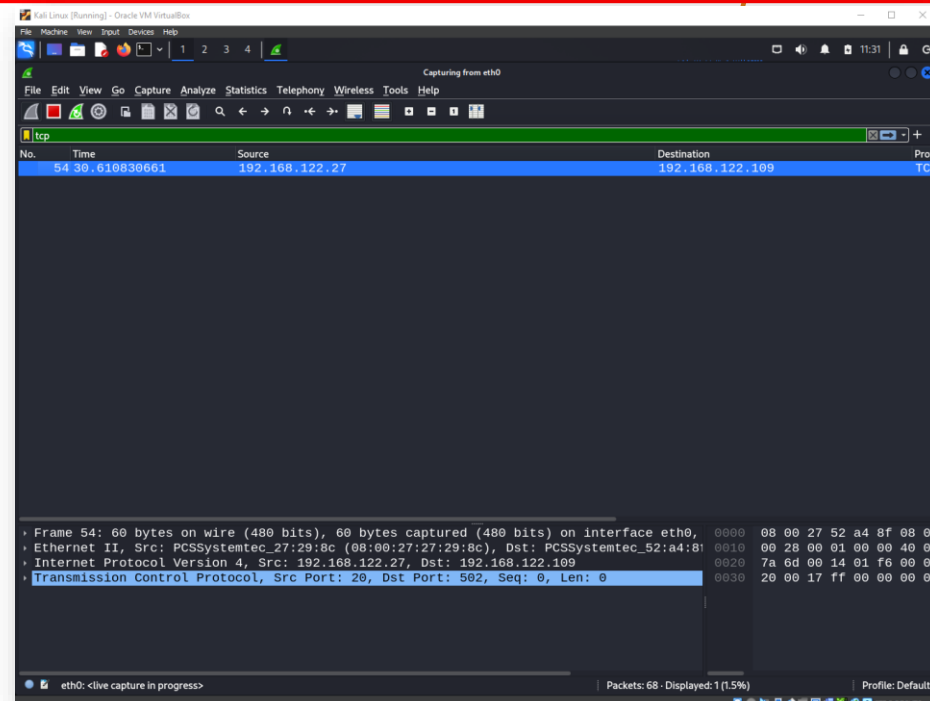 Kali Linux [Running] - Oracle VM VirtualBox
File Machine View Input Devices Help
1 2 3 4
11:31
Capturing from eth0
File Edit View Go Capture Analyze Statistics Telephony Wireless Tools Help
tcp
No. Time Source Destination Pro
54 30.610830661 192.168.122.27 192.168.122.109 TC
Frame 54: 60 bytes on wire (480 bits), 60 bytes captured (480 bits) on interface eth0,
Ethernet II, Src: PCSSystemtec_27:29:8c (08:00:27:27:29:8c), Dst: PCSSystemtec_52:a4:8f
Internet Protocol Version 4, Src: 192.168.122.27, Dst: 192.168.122.109
Transmission Control Protocol, Src Port: 20, Dst Port: 502, Seq: 0, Len: 0
0000 08 00 27 52 a4 8f 08 0
0010 00 28 00 01 00 00 40 0
0020 7a 6d 00 14 01 f6 00 0
0030 20 00 17 ff 00 00 00 0
eth0: <live capture in progress> Packets: 68 · Displayed: 1 (1.5%) Profile: Default